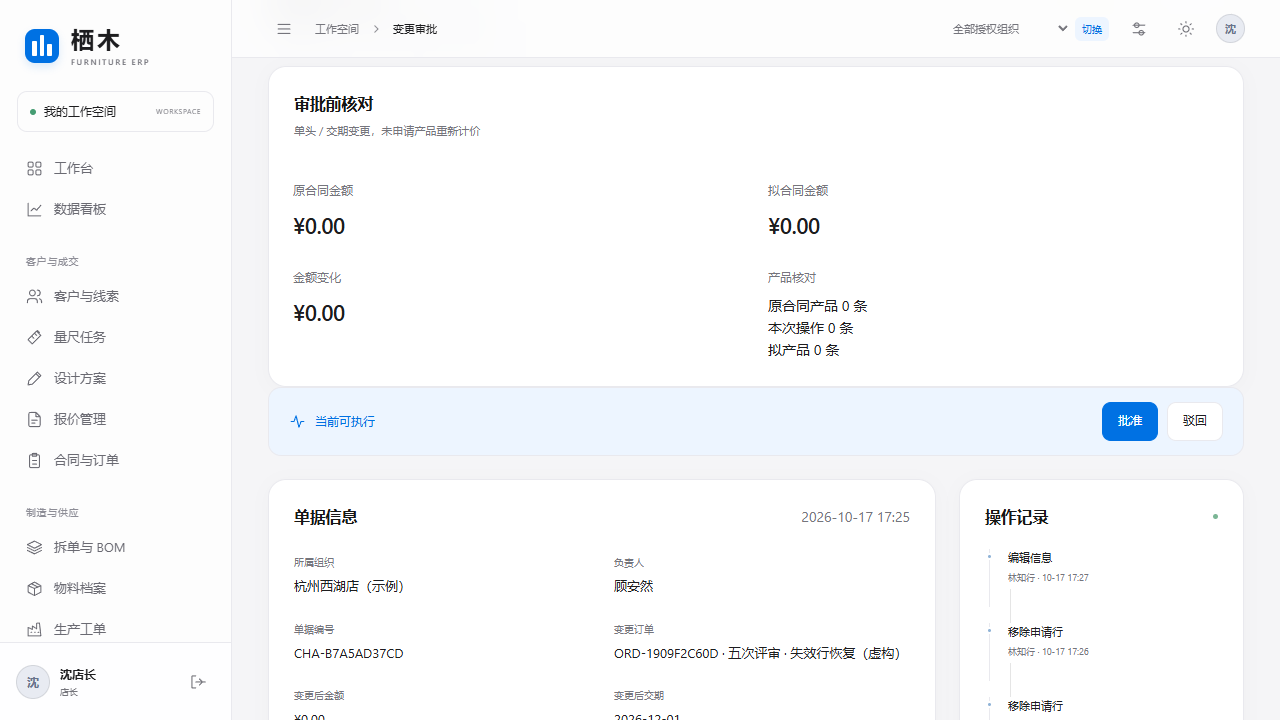 栖木
FURNITURE ERP
我的工作空间
WORKSPACE
工作台
数据看板
客户与成交
客户与线索
量尺任务
设计方案
报价管理
合同与订单
制造与供应
拆单与 BOM
物料档案
生产工单
沈
沈店长
店长
工作空间
变更审批
全部授权组织
切换
沈
审批前核对
单头 / 交期变更，未申请产品重新计价
原合同金额
¥0.00
拟合同金额
¥0.00
金额变化
¥0.00
产品核对
原合同产品 0 条
本次操作 0 条
拟产品 0 条
当前可执行
批准
驳回
单据信息
2026-10-17 17:25
所属组织
杭州西湖店（示例）
负责人
顾安然
单据编号
CHA-B7A5AD37CD
变更订单
ORD-1909F2C60D · 五次评审 · 失效行恢复（虚构）
变更后金额
¥0.00
变更后交期
2026-12-01
操作记录
编辑信息
林知行 · 10-17 17:27
移除申请行
林知行 · 10-17 17:26
移除申请行